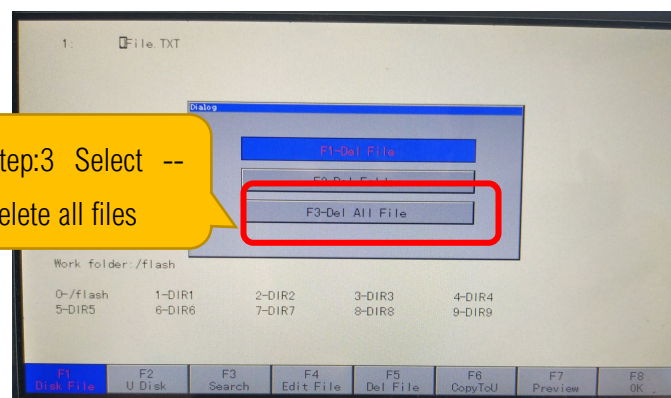 1: File.TXT
Dialog
F1-Del File
F3-Del All File
tep:3 Select --
elete all files
Work folder:/flash
0-/flash 1-DIR1 2-DIR2 3-DIR3 4-DIR4
5-DIR5 6-DIR6 7-DIR7 8-DIR8 9-DIR9
F1 F2 F3 F4 F5 F6 F7 F8
Disk File U Disk Search Edit File Del File CopyToU Preview OK